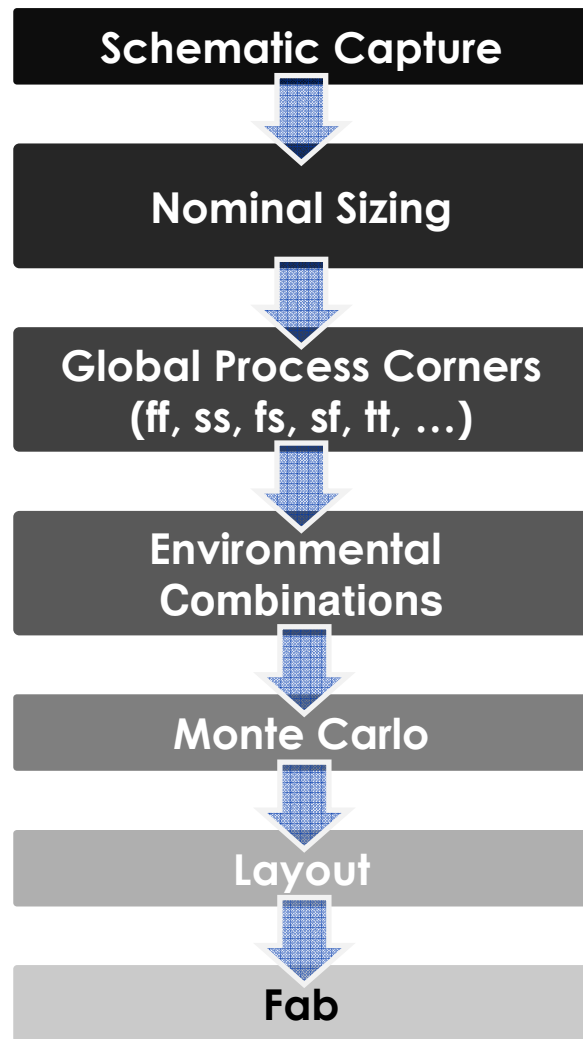 Schematic Capture
Nominal Sizing
Global Process Corners
(ff, ss, fs, sf, tt, …)
Environmental
Combinations
Monte Carlo
Layout
Fab